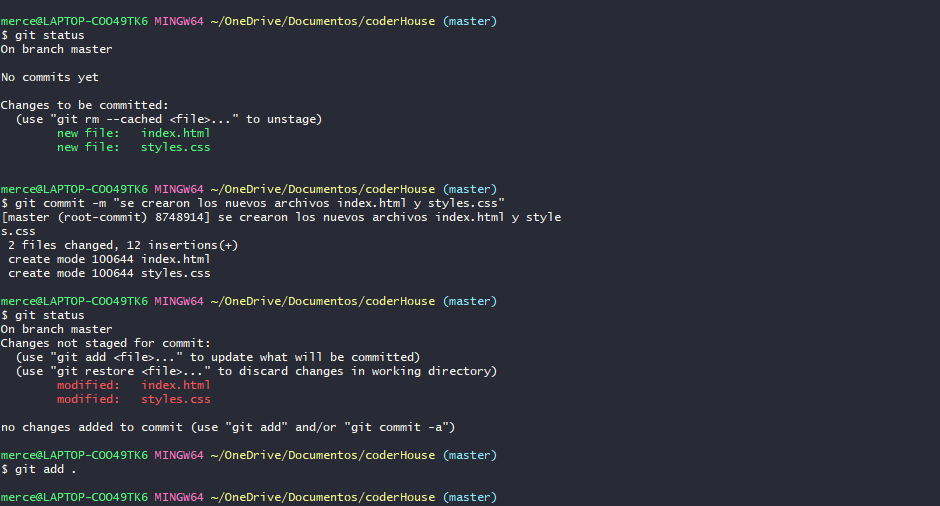 merce@LAPTOP-COO49TK6 MINGW64 ~/OneDrive/Documentos/coderHouse (master)
$ git status
On branch master
No commits yet
Changes to be committed:
  (use "git rm --cached <file>..." to unstage)
        new file:   index.html
        new file:   styles.css
merce@LAPTOP-COO49TK6 MINGW64 ~/OneDrive/Documentos/coderHouse (master)
$ git commit -m "se crearon los nuevos archivos index.html y styles.css"
[master (root-commit) 8748914] se crearon los nuevos archivos index.html y style
s.css
 2 files changed, 12 insertions(+)
 create mode 100644 index.html
 create mode 100644 styles.css
merce@LAPTOP-COO49TK6 MINGW64 ~/OneDrive/Documentos/coderHouse (master)
$ git status
On branch master
Changes not staged for commit:
  (use "git add <file>..." to update what will be committed)
  (use "git restore <file>..." to discard changes in working directory)
        modified:   index.html
        modified:   styles.css
no changes added to commit (use "git add" and/or "git commit -a")
merce@LAPTOP-COO49TK6 MINGW64 ~/OneDrive/Documentos/coderHouse (master)
$ git add .
merce@LAPTOP-COO49TK6 MINGW64 ~/OneDrive/Documentos/coderHouse (master)